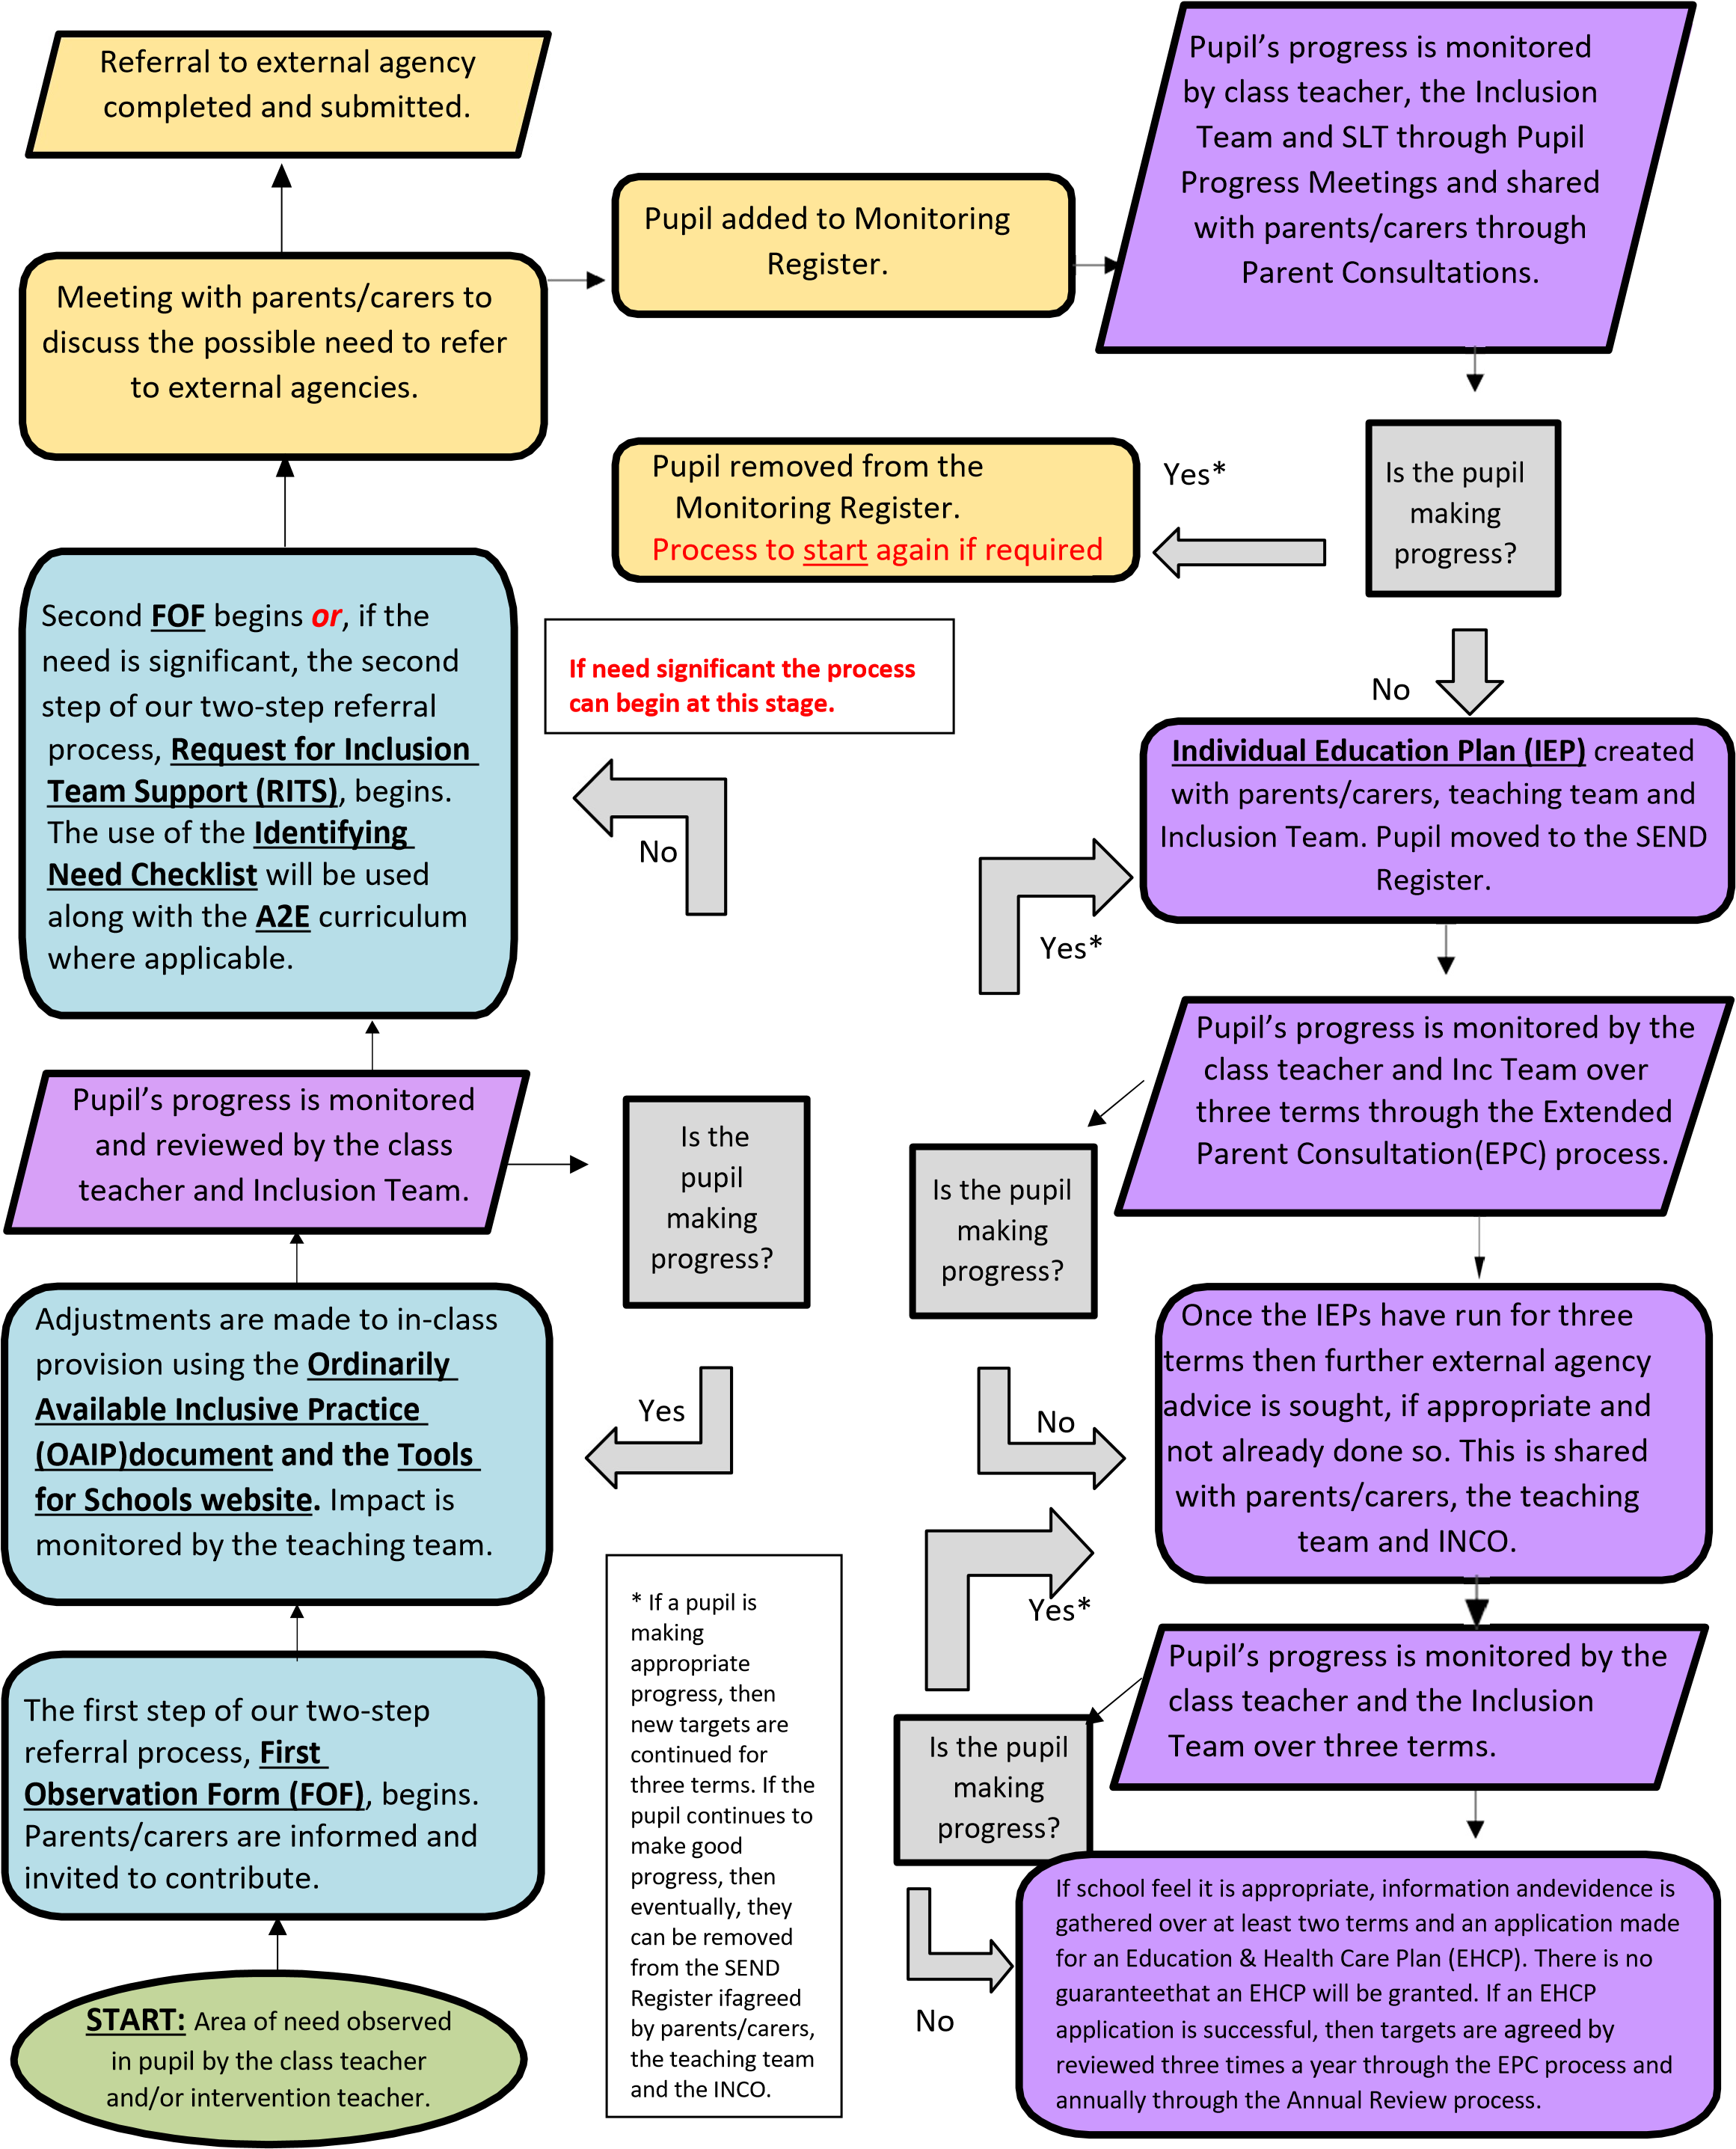 Referral to external agency
completed and submitted.
Meeting with parents/carers to
discuss the possible need to refer
to external agencies.
Pupil added to Monitoring
Register.
Pupil’s progress is monitored
by class teacher, the Inclusion
Team and SLT through Pupil
Progress Meetings and shared
with parents/carers through
Parent Consultations.
Is the pupil
making
progress?
Yes*
Pupil removed from the
Monitoring Register.
Process to start again if required
No
If need significant the process
can begin at this stage.
Second FOF begins or, if the
need is significant, the second
step of our two-step referral
process, Request for Inclusion
Team Support (RITS), begins.
The use of the Identifying
Need Checklist will be used
along with the A2E curriculum
where applicable.
No
Individual Education Plan (IEP) created
with parents/carers, teaching team and
Inclusion Team. Pupil moved to the SEND
Register.
Yes*
Pupil’s progress is monitored
and reviewed by the class
teacher and Inclusion Team.
Is the
pupil
making
progress?
Is the pupil
making
progress?
Pupil’s progress is monitored by the
class teacher and Inc Team over
three terms through the Extended
Parent Consultation(EPC) process.
Adjustments are made to in-class
provision using the Ordinarily
Available Inclusive Practice
(OAIP)document and the Tools
for Schools website. Impact is
monitored by the teaching team.
Yes
No
Once the IEPs have run for three
terms then further external agency
advice is sought, if appropriate and
not already done so. This is shared
with parents/carers, the teaching
team and INCO.
Yes*
The first step of our two-step
referral process, First
Observation Form (FOF), begins.
Parents/carers are informed and
invited to contribute.
* If a pupil is
making
appropriate
progress, then
new targets are
continued for
three terms. If the
pupil continues to
make good
progress, then
eventually, they
can be removed
from the SEND
Register ifagreed
by parents/carers,
the teaching team
and the INCO.
Is the pupil
making
progress?
Pupil’s progress is monitored by the
class teacher and the Inclusion
Team over three terms.
No
If school feel it is appropriate, information andevidence is
gathered over at least two terms and an application made
for an Education & Health Care Plan (EHCP). There is no
guaranteethat an EHCP will be granted. If an EHCP
application is successful, then targets are agreed by
reviewed three times a year through the EPC process and
annually through the Annual Review process.
START: Area of need observed
in pupil by the class teacher
and/or intervention teacher.